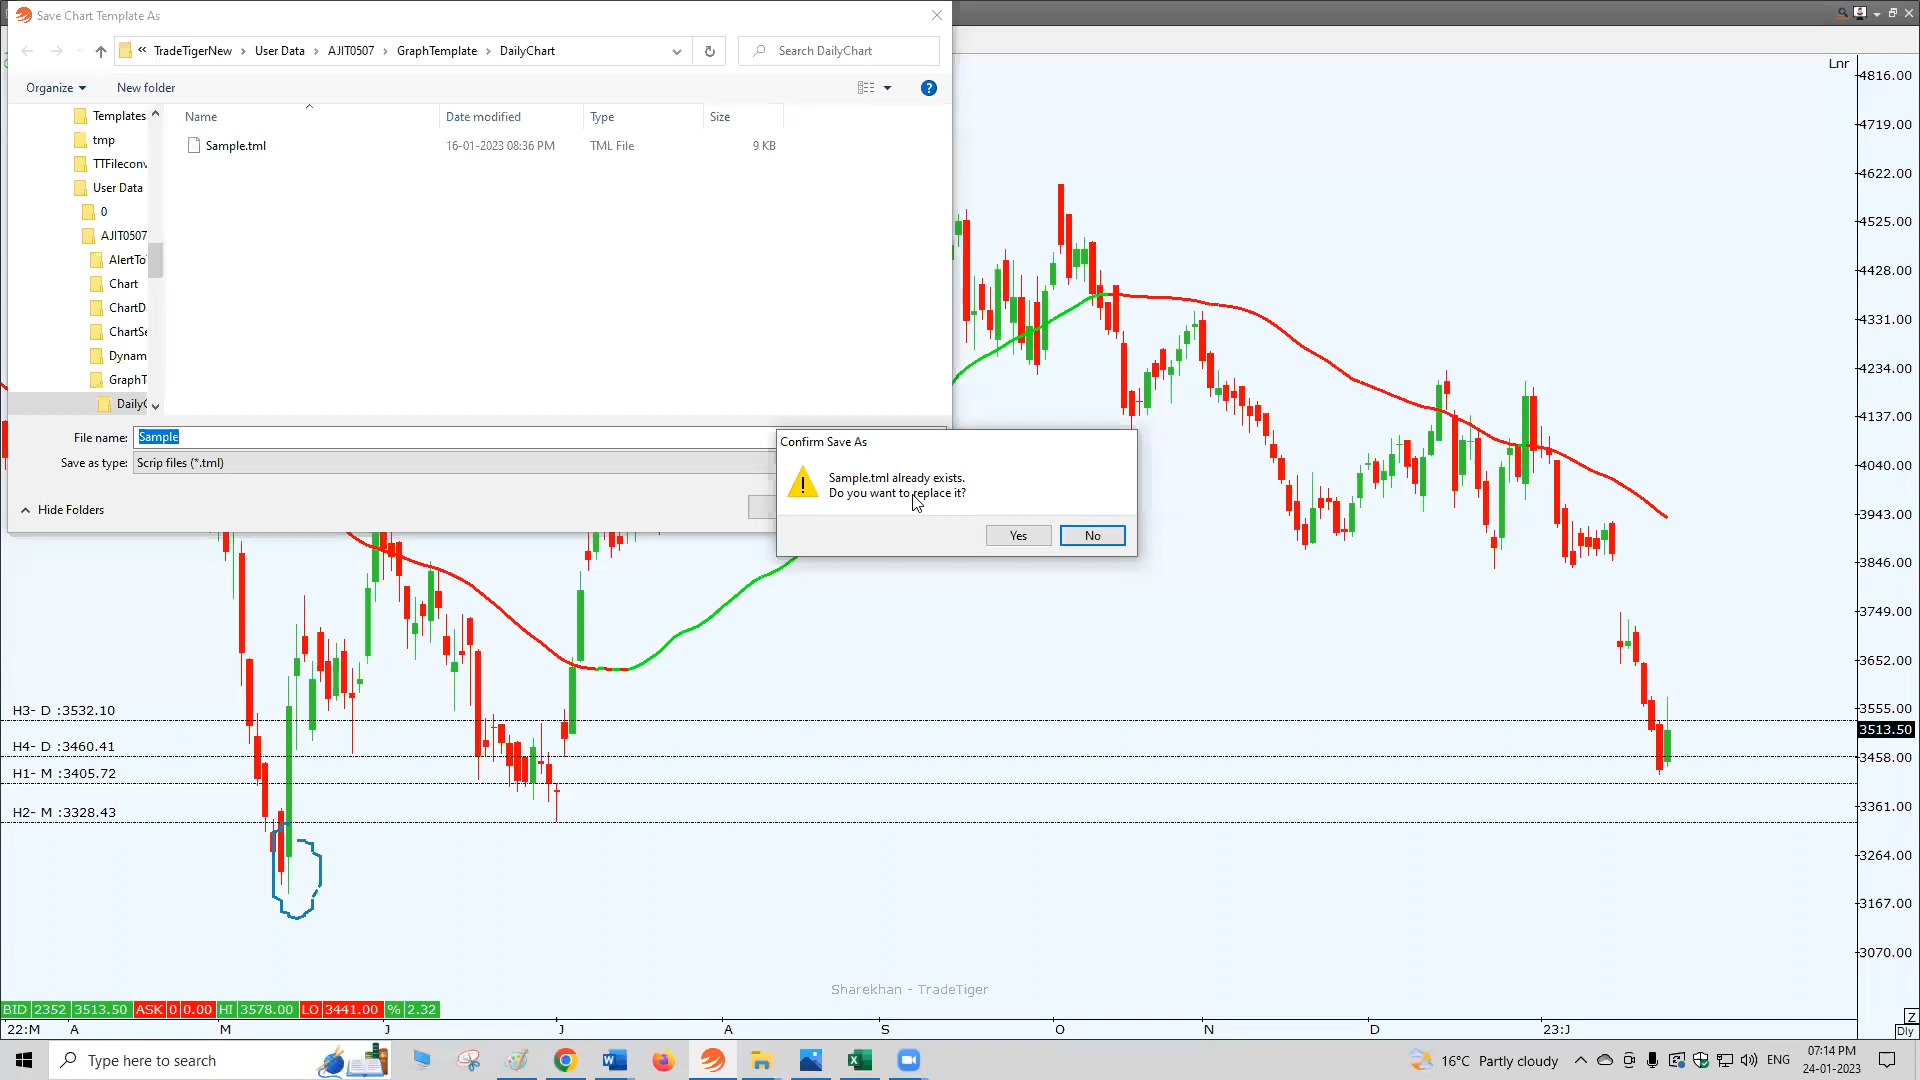 Save Chart Template As
« TradeTigerNew › User Data › AJIT0507 › GraphTemplate › DailyChart
Search DailyChart
Organize
New folder
Name
Date modified
Type
Size
Sample.tml
16-01-2023 08:36 PM
TML File
9 KB
Templates
tmp
TTFileconv
User Data
0
AJIT0507
AlertTo
Chart
ChartD
ChartSe
Dynam
GraphT
DailyC
File name:
Sample
Save as type:
Scrip files (*.tml)
Hide Folders
Confirm Save As
Sample.tml already exists.
Do you want to replace it?
Yes
No
Lnr
4816.00
4719.00
4622.00
4525.00
4428.00
4331.00
4234.00
4137.00
4040.00
3943.00
3846.00
3749.00
3652.00
3555.00
3513.50
3458.00
3361.00
3264.00
3167.00
3070.00
H3- D :3532.10
H4- D :3460.41
H1- M :3405.72
H2- M :3328.43
Sharekhan - TradeTiger
BID 2352 3513.50 ASK 0 0.00 HI 3578.00 LO 3441.00 % 2.32
22:M A M J J A S O N D 23:J
Z
Dly
Type here to search
16°C Partly cloudy
ENG
07:14 PM
24-01-2023